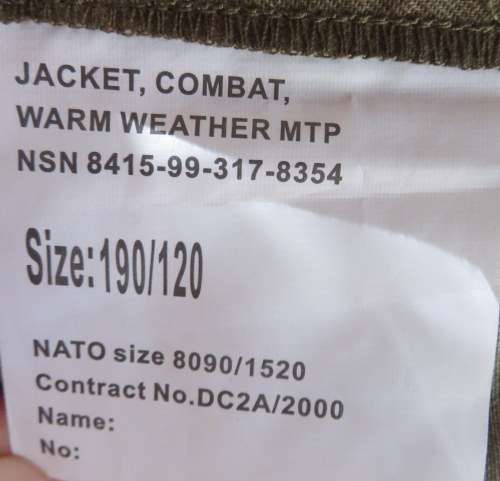 JACKET, COMBAT,
WARM WEATHER MTP
NSN 8415-99-317-8354
Size:190/120
NATO size 8090/1520
Contract No.DC2A/2000
Name:
No: